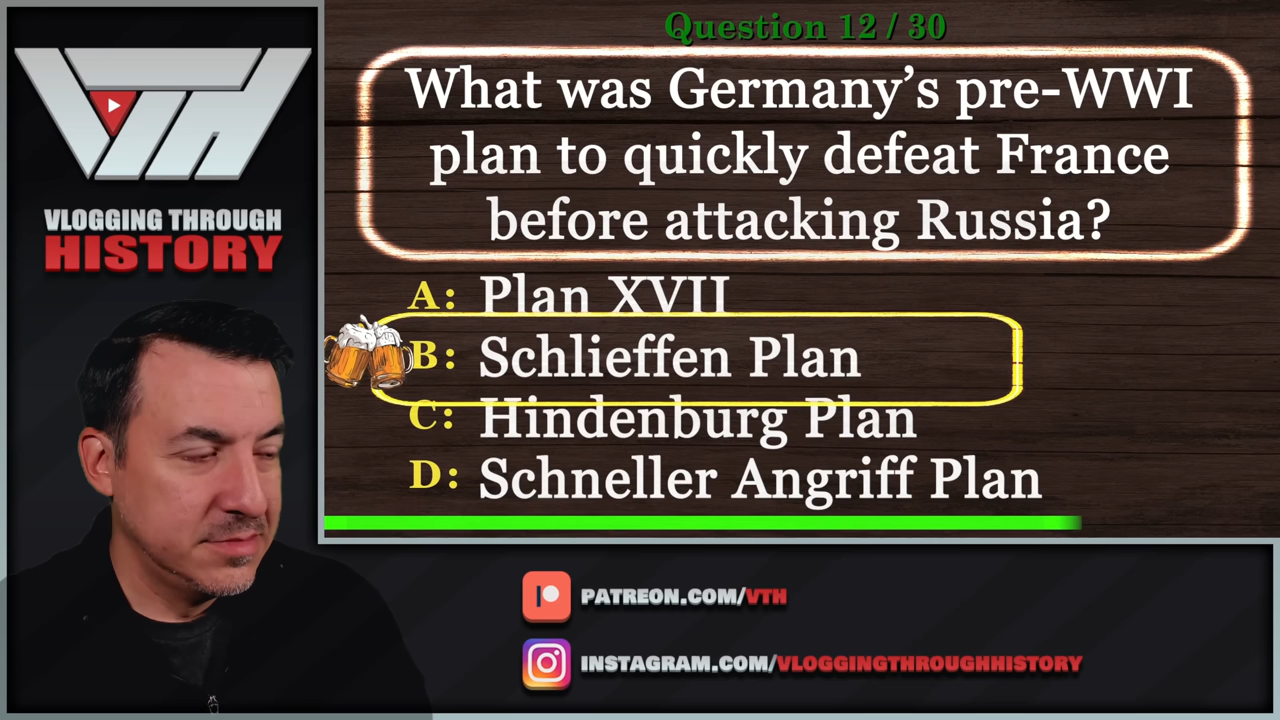 Question 12 / 30
What was Germany’s pre-WWI
plan to quickly defeat France
before attacking Russia?
A: Plan XVII
B: Schlieffen Plan
C: Hindenburg Plan
D: Schneller Angriff Plan
VTH
VLOGGING THROUGH
HISTORY
PATREON.COM/VTH
INSTAGRAM.COM/VLOGGINGTHROUGHHISTORY